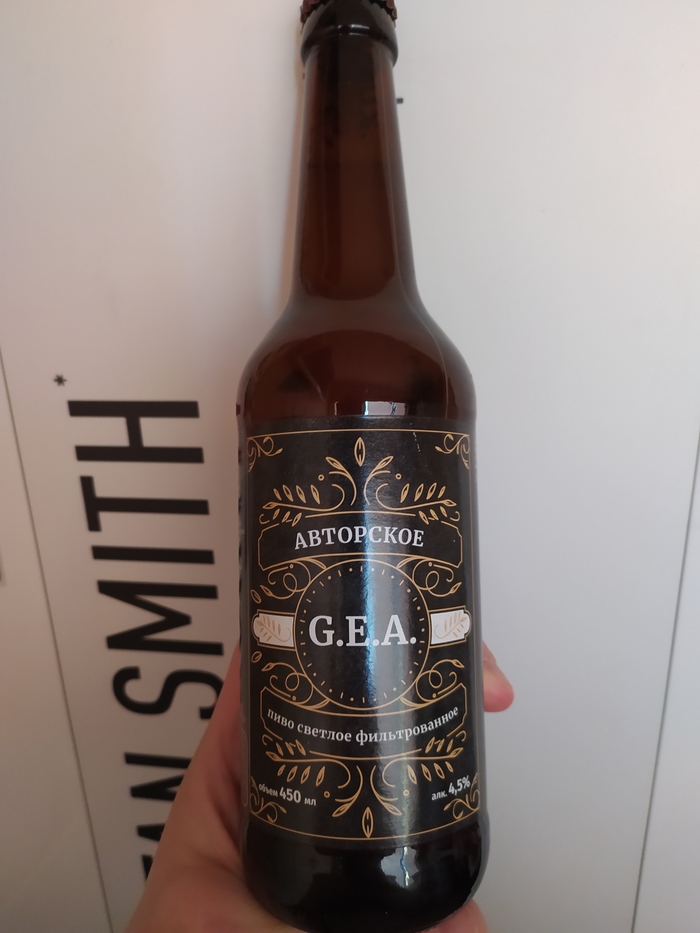 АВТОРСКОЕ
G.E.A.
пиво светлое фильтрованное
объем 450 мл
алк. 4,5%
SMITH